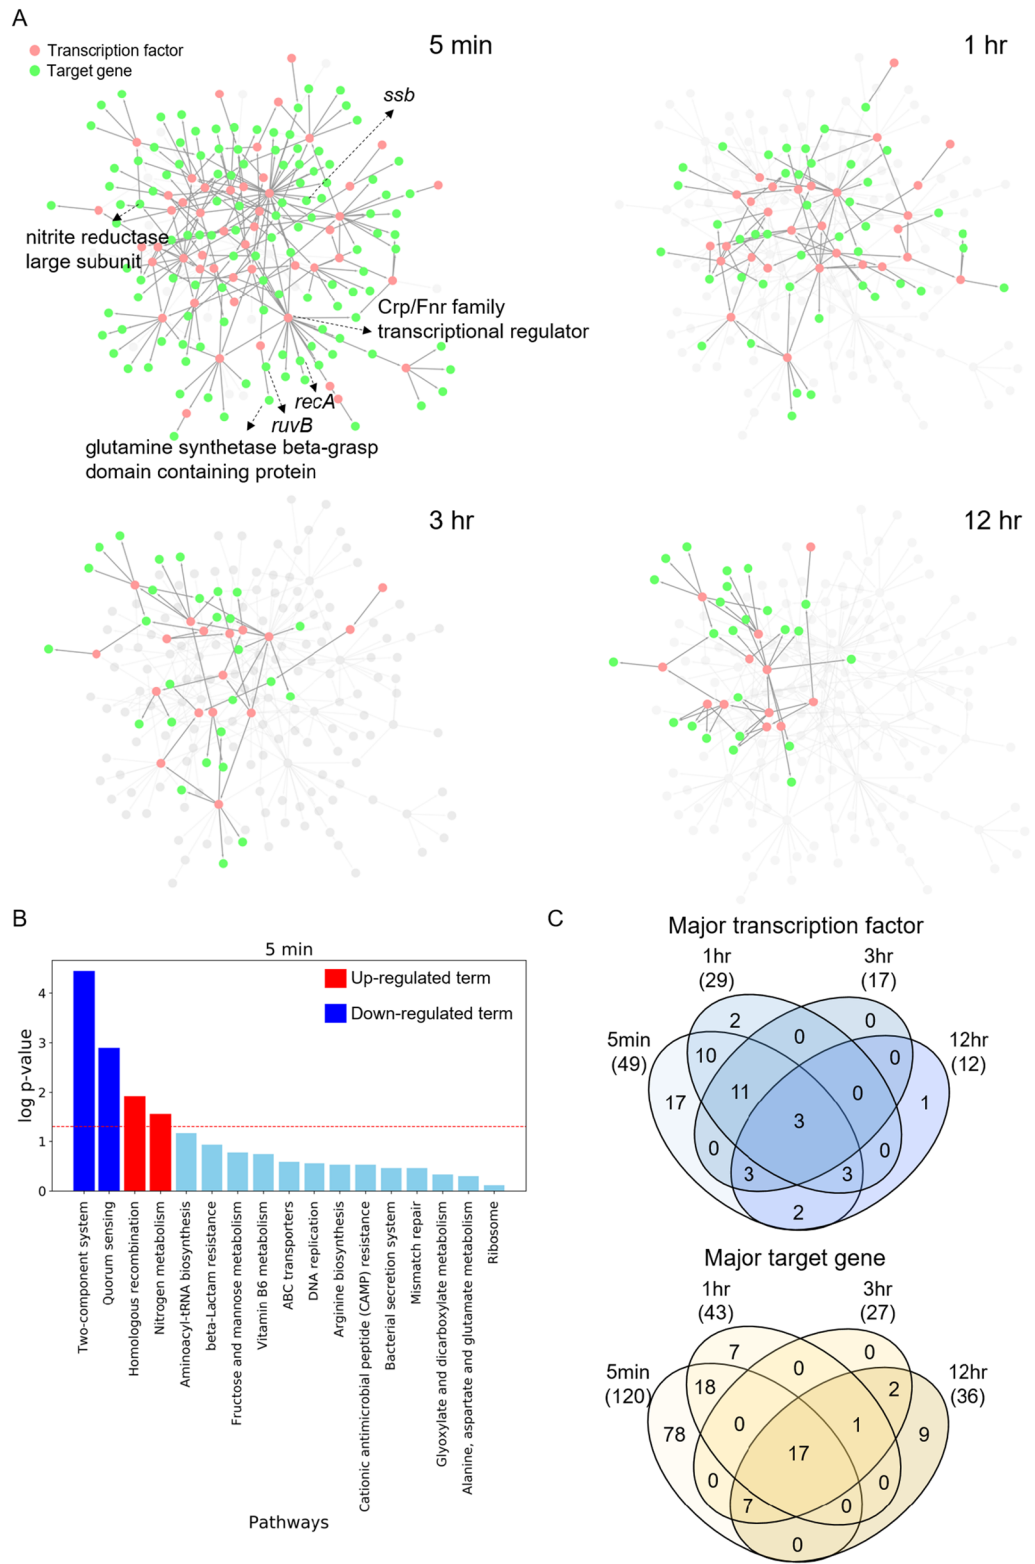 A
Transcription factor
Target gene
5 min
1 hr
ssb
nitrite reductase
large subunit
Crp/Fnr family
transcriptional regulator
recA
ruvB
glutamine synthetase beta-grasp
domain containing protein
3 hr
12 hr
B
5 min
Up-regulated term
Down-regulated term
log p-value
4
3
2
1
0
Two-component system
Quorum sensing
Homologous recombination
Nitrogen metabolism
Aminoacyl-tRNA biosynthesis
beta-Lactam resistance
Fructose and mannose metabolism
Vitamin B6 metabolism
ABC transporters
DNA replication
Arginine biosynthesis
Cationic antimicrobial peptide (CAMP) resistance
Bacterial secretion system
Mismatch repair
Glyoxylate and dicarboxylate metabolism
Alanine, aspartate and glutamate metabolism
Ribosome
Pathways
C
Major transcription factor
1hr
(29)
3hr
(17)
5min
(49)
12hr
(12)
2
0
0
10
0
17
11
0
1
3
0
0
3
3
2
Major target gene
1hr
(43)
3hr
(27)
5min
(120)
12hr
(36)
7
0
0
18
2
78
0
1
9
17
0
0
7
0
0